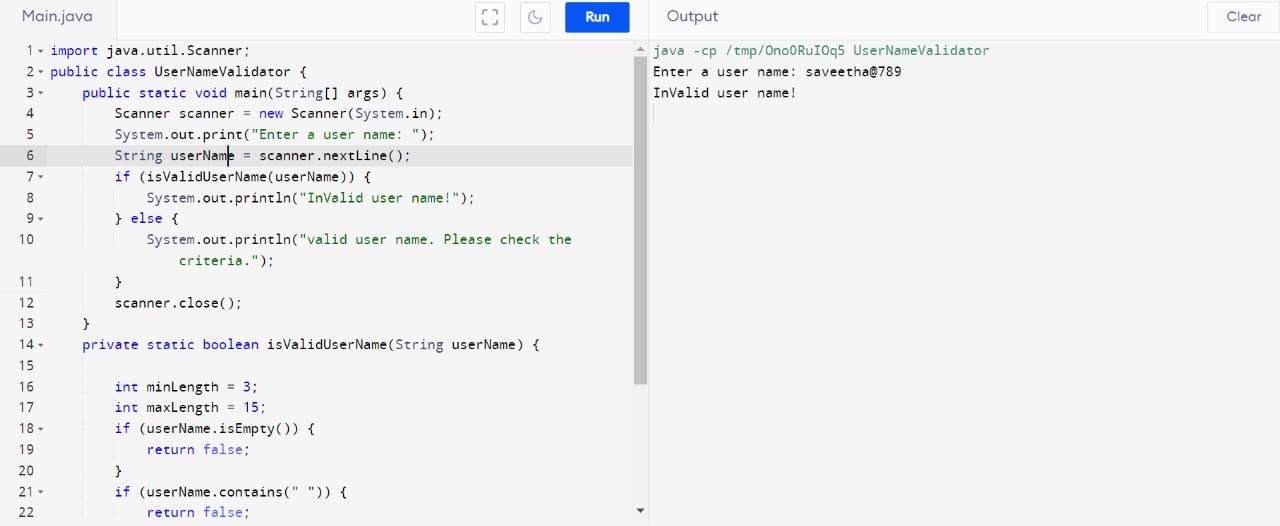 Main.java
Run
Output
Clear
1 import java.util.Scanner;
2 public class UserNameValidator {
3 public static void main(String[] args) {
4 Scanner scanner = new Scanner(System.in);
5 System.out.print("Enter a user name: ");
6 String userName = scanner.nextLine();
7 if (isValidUserName(userName)) {
8 System.out.println("InValid user name!");
9 } else {
10 System.out.println("valid user name. Please check the
criteria.");
11 }
12 scanner.close();
13 }
14 private static boolean isValidUserName(String userName) {
15
16 int minLength = 3;
17 int maxLength = 15;
18 if (userName.isEmpty()) {
19 return false;
20 }
21 if (userName.contains(" ")) {
22 return false;
java -cp /tmp/OnoORuIOq5 UserNameValidator
Enter a user name: saveetha@789
InValid user name!